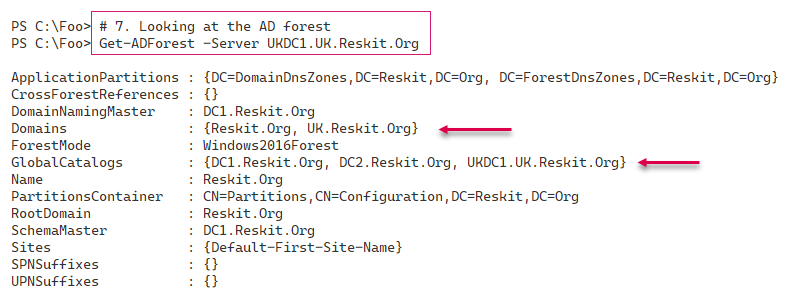 PS C:\Foo> # 7. Looking at the AD forest
PS C:\Foo> Get-ADForest -Server UKDC1.UK.Reskit.Org
ApplicationPartitions : {DC=DomainDnsZones,DC=Reskit,DC=Org, DC=ForestDnsZones,DC=Reskit,DC=Org}
CrossForestReferences : {}
DomainNamingMaster : DC1.Reskit.Org
Domains : {Reskit.Org, UK.Reskit.Org}
ForestMode : Windows2016Forest
GlobalCatalogs : {DC1.Reskit.Org, DC2.Reskit.Org, UKDC1.UK.Reskit.Org}
Name : Reskit.Org
PartitionsContainer : CN=Partitions,CN=Configuration,DC=Reskit,DC=Org
RootDomain : Reskit.Org
SchemaMaster : DC1.Reskit.Org
Sites : {Default-First-Site-Name}
SPNSuffixes : {}
UPNSuffixes : {}